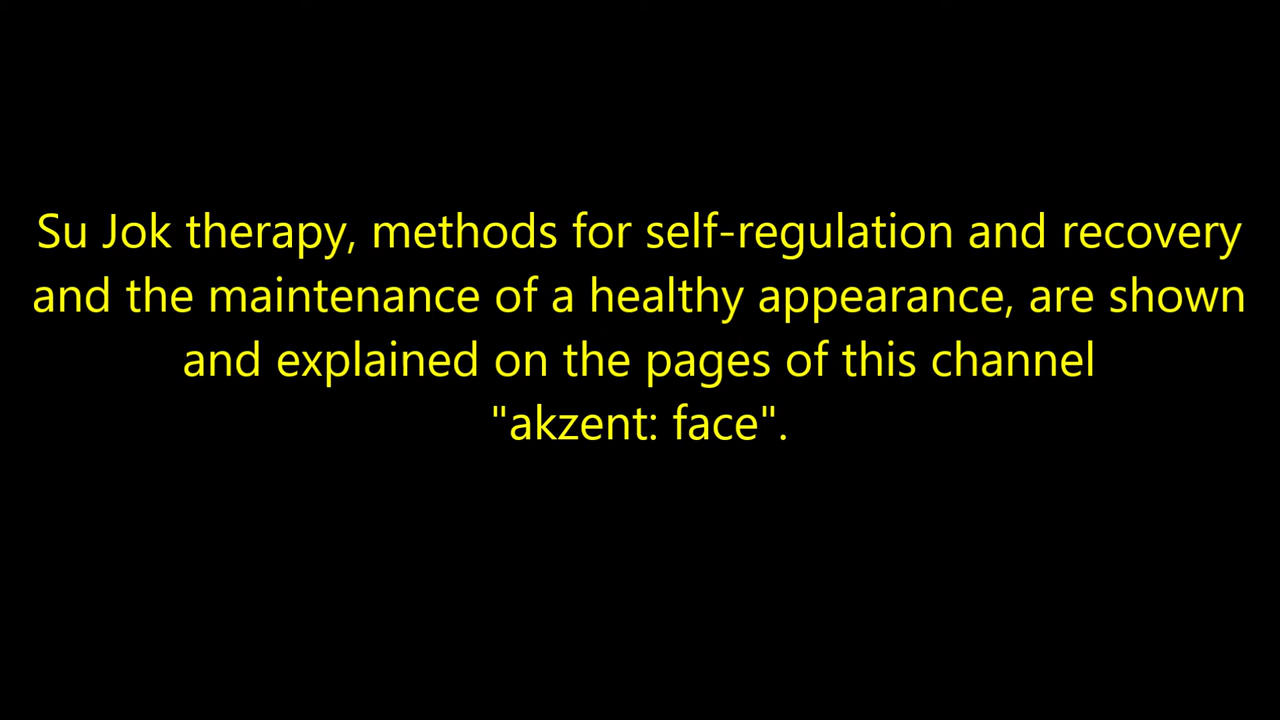 Su Jok therapy, methods for self-regulation and recovery
and the maintenance of a healthy appearance, are shown
and explained on the pages of this channel
"akzent: face".